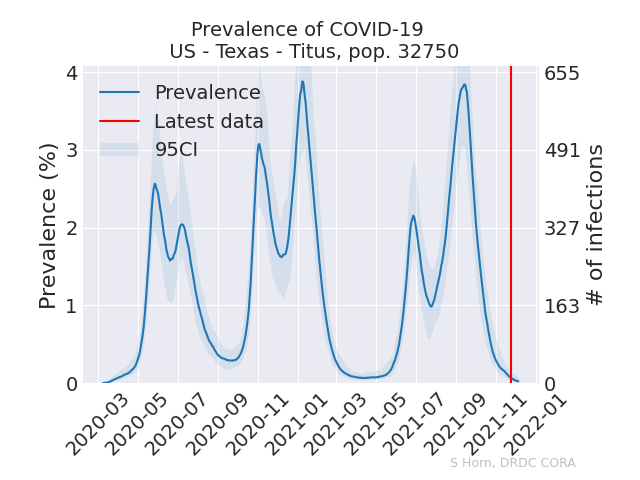 Prevalence of COVID-19
US - Texas - Titus, pop. 32750
Prevalence (%)
4
3
2
1
0
Prevalence
Latest data
95CI
655
491
327
163
0
# of infections
2020-03
2020-05
2020-07
2020-09
2020-11
2021-01
2021-03
2021-05
2021-07
2021-09
2021-11
2022-01
S Horn, DRDC CORA